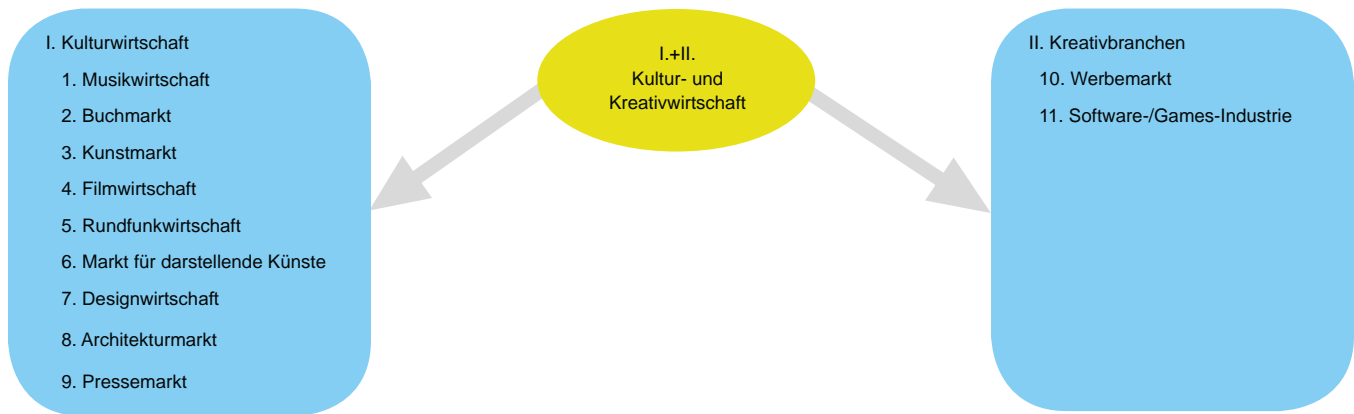 I. Kulturwirtschaft
1. Musikwirtschaft
2. Buchmarkt
3. Kunstmarkt
4. Filmwirtschaft
5. Rundfunkwirtschaft
6. Markt für darstellende Künste
7. Designwirtschaft
8. Architekturmarkt
9. Pressemarkt
I.+II.
Kultur- und
Kreativwirtschaft
II. Kreativbranchen
10. Werbemarkt
11. Software-/Games-Industrie